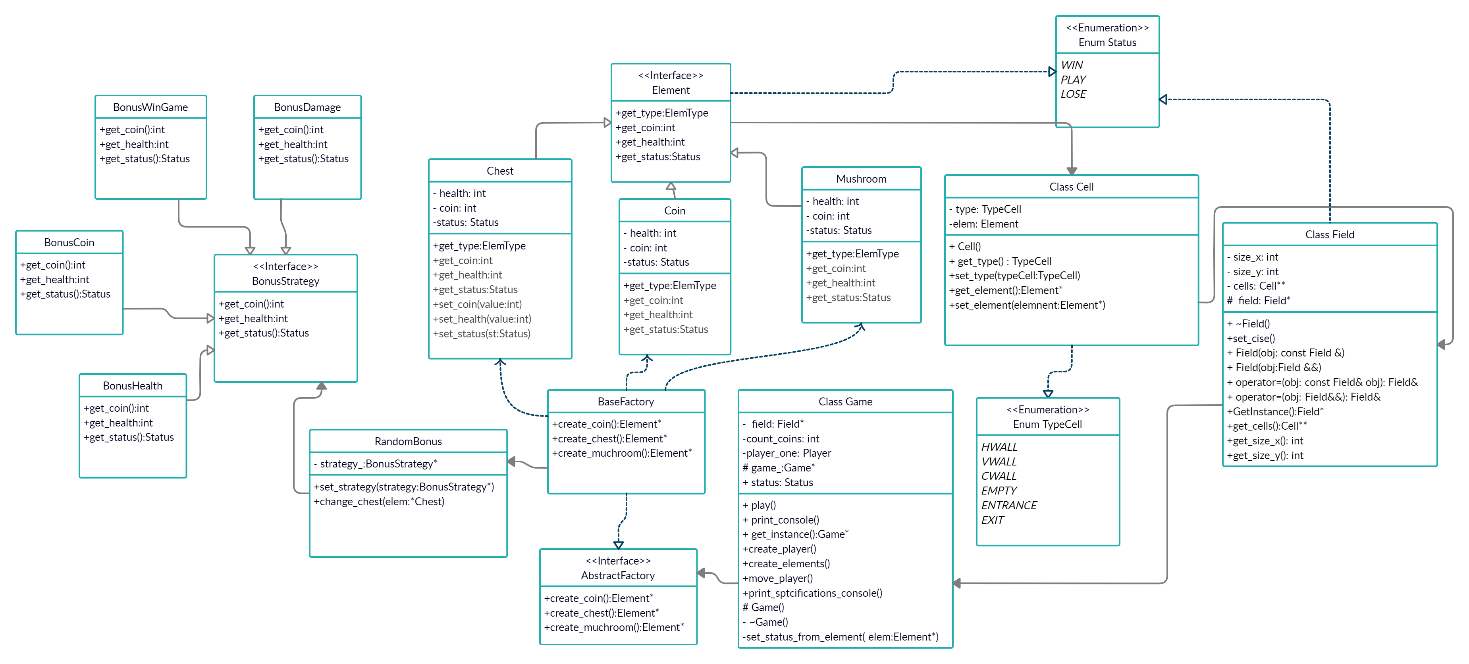 <<Enumeration>>
Enum Status
WIN
PLAY
LOSE
<<Interface>>
Element
+get_type:ElemType
+get_coin:int
+get_health:int
+get_status:Status
BonusWinGame
+get_coin():int
+get_health:int
+get_status():Status
BonusDamage
+get_coin():int
+get_health:int
+get_status():Status
Chest
- health: int
- coin: int
-status: Status
+get_type:ElemType
+get_coin:int
+get_health:int
+get_status:Status
+set_coin(value:int)
+set_health(value:int)
+set_status(st:Status)
Coin
- health: int
- coin: int
-status: Status
+get_type:ElemType
+get_coin:int
+get_health:int
+get_status:Status
Mushroom
- health: int
- coin: int
-status: Status
+get_type:ElemType
+get_coin:int
+get_health:int
+get_status:Status
Class Cell
- type: TypeCell
-elem: Element
+ Cell()
+ get_type() : TypeCell
+set_type(typeCell:TypeCell)
+get_element():Element*
+set_element(elemnent:Element*)
Class Field
- size_x: int
- size_y: int
- cells: Cell**
# field: Field*
+ ~Field()
+set_cise()
+ Field(obj: const Field &)
+ Field(obj:Field &&)
+ operator=(obj: const Field& obj): Field&
+ operator=(obj: Field&&): Field&
+GetInstance():Field*
+get_cells():Cell**
+get_size_x(): int
+get_size_y(): int
BonusCoin
+get_coin():int
+get_health:int
+get_status():Status
<<Interface>>
BonusStrategy
+get_coin():int
+get_health:int
+get_status():Status
BonusHealth
+get_coin():int
+get_health:int
+get_status():Status
RandomBonus
- strategy_:BonusStrategy*
+set_strategy(strategy:BonusStrategy*)
+change_chest(elem:*Chest)
BaseFactory
+create_coin():Element*
+create_chest():Element*
+create_muchroom():Element*
Class Game
- field: Field*
-count_coins: int
-player_one: Player
# game_:Game*
+ status: Status
+ play()
+ print_console()
+ get_instance():Game*
+create_player()
+create_elements()
+move_player()
+print_sptcifications_console()
# Game()
- ~Game()
-set_status_from_element( elem:Element*)
<<Enumeration>>
Enum TypeCell
HWALL
VWALL
CWALL
EMPTY
ENTRANCE
EXIT
<<Interface>>
AbstractFactory
+create_coin():Element*
+create_chest():Element*
+create_muchroom():Element*